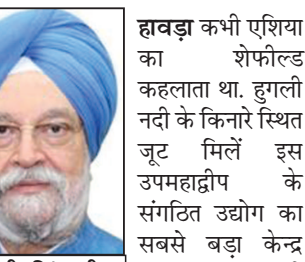 हावड़ा कभी एशिया
का शेफील्ड
कहलाता था. हुगली
नदी के किनारे स्थित
जूट मिलें इस
उपमहाद्वीप के
संगठित उद्योग का
सबसे बड़ा केन्द्र